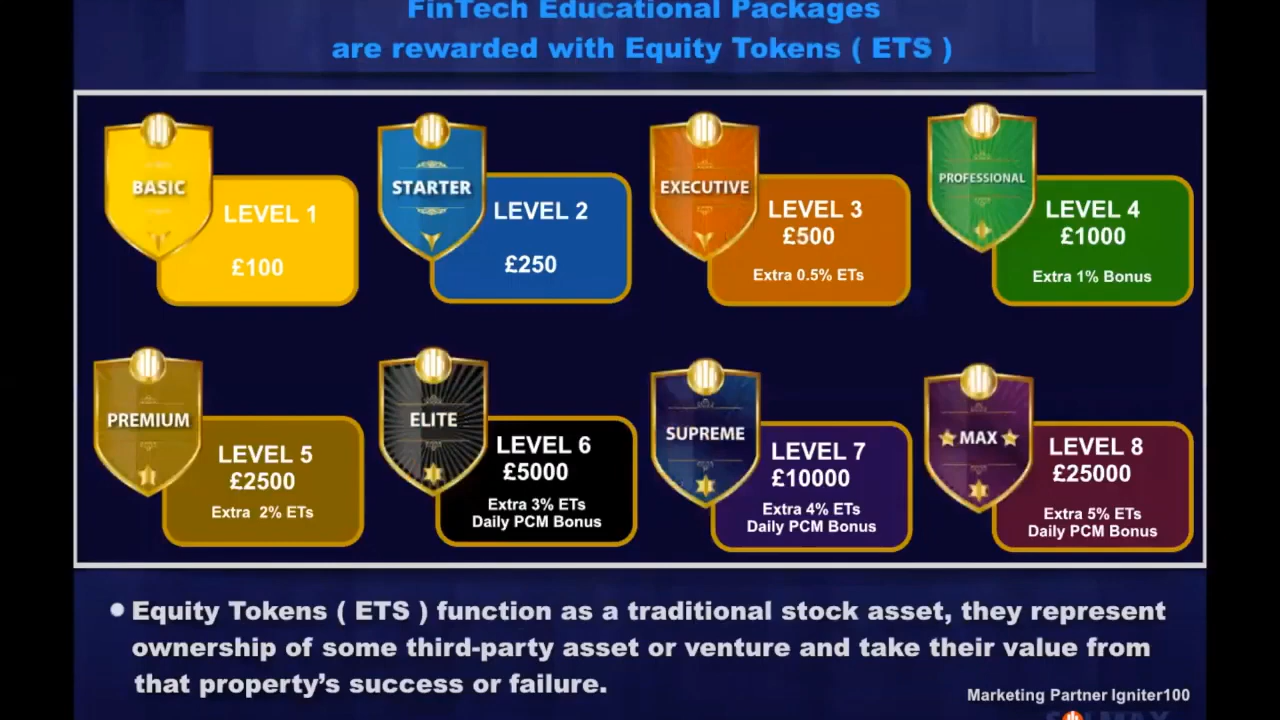 FinTech Educational Packages
are rewarded with Equity Tokens ( ETS )
BASIC
LEVEL 1
£100
STARTER
LEVEL 2
£250
EXECUTIVE
LEVEL 3
£500
Extra 0.5% ETs
PROFESSIONAL
LEVEL 4
£1000
Extra 1% Bonus
PREMIUM
LEVEL 5
£2500
Extra 2% ETs
ELITE
LEVEL 6
£5000
Extra 3% ETs
Daily PCM Bonus
SUPREME
LEVEL 7
£10000
Extra 4% ETs
Daily PCM Bonus
MAX
LEVEL 8
£25000
Extra 5% ETs
Daily PCM Bonus
Equity Tokens ( ETS ) function as a traditional stock asset, they represent
ownership of some third-party asset or venture and take their value from
that property’s success or failure.
Marketing Partner Igniter100